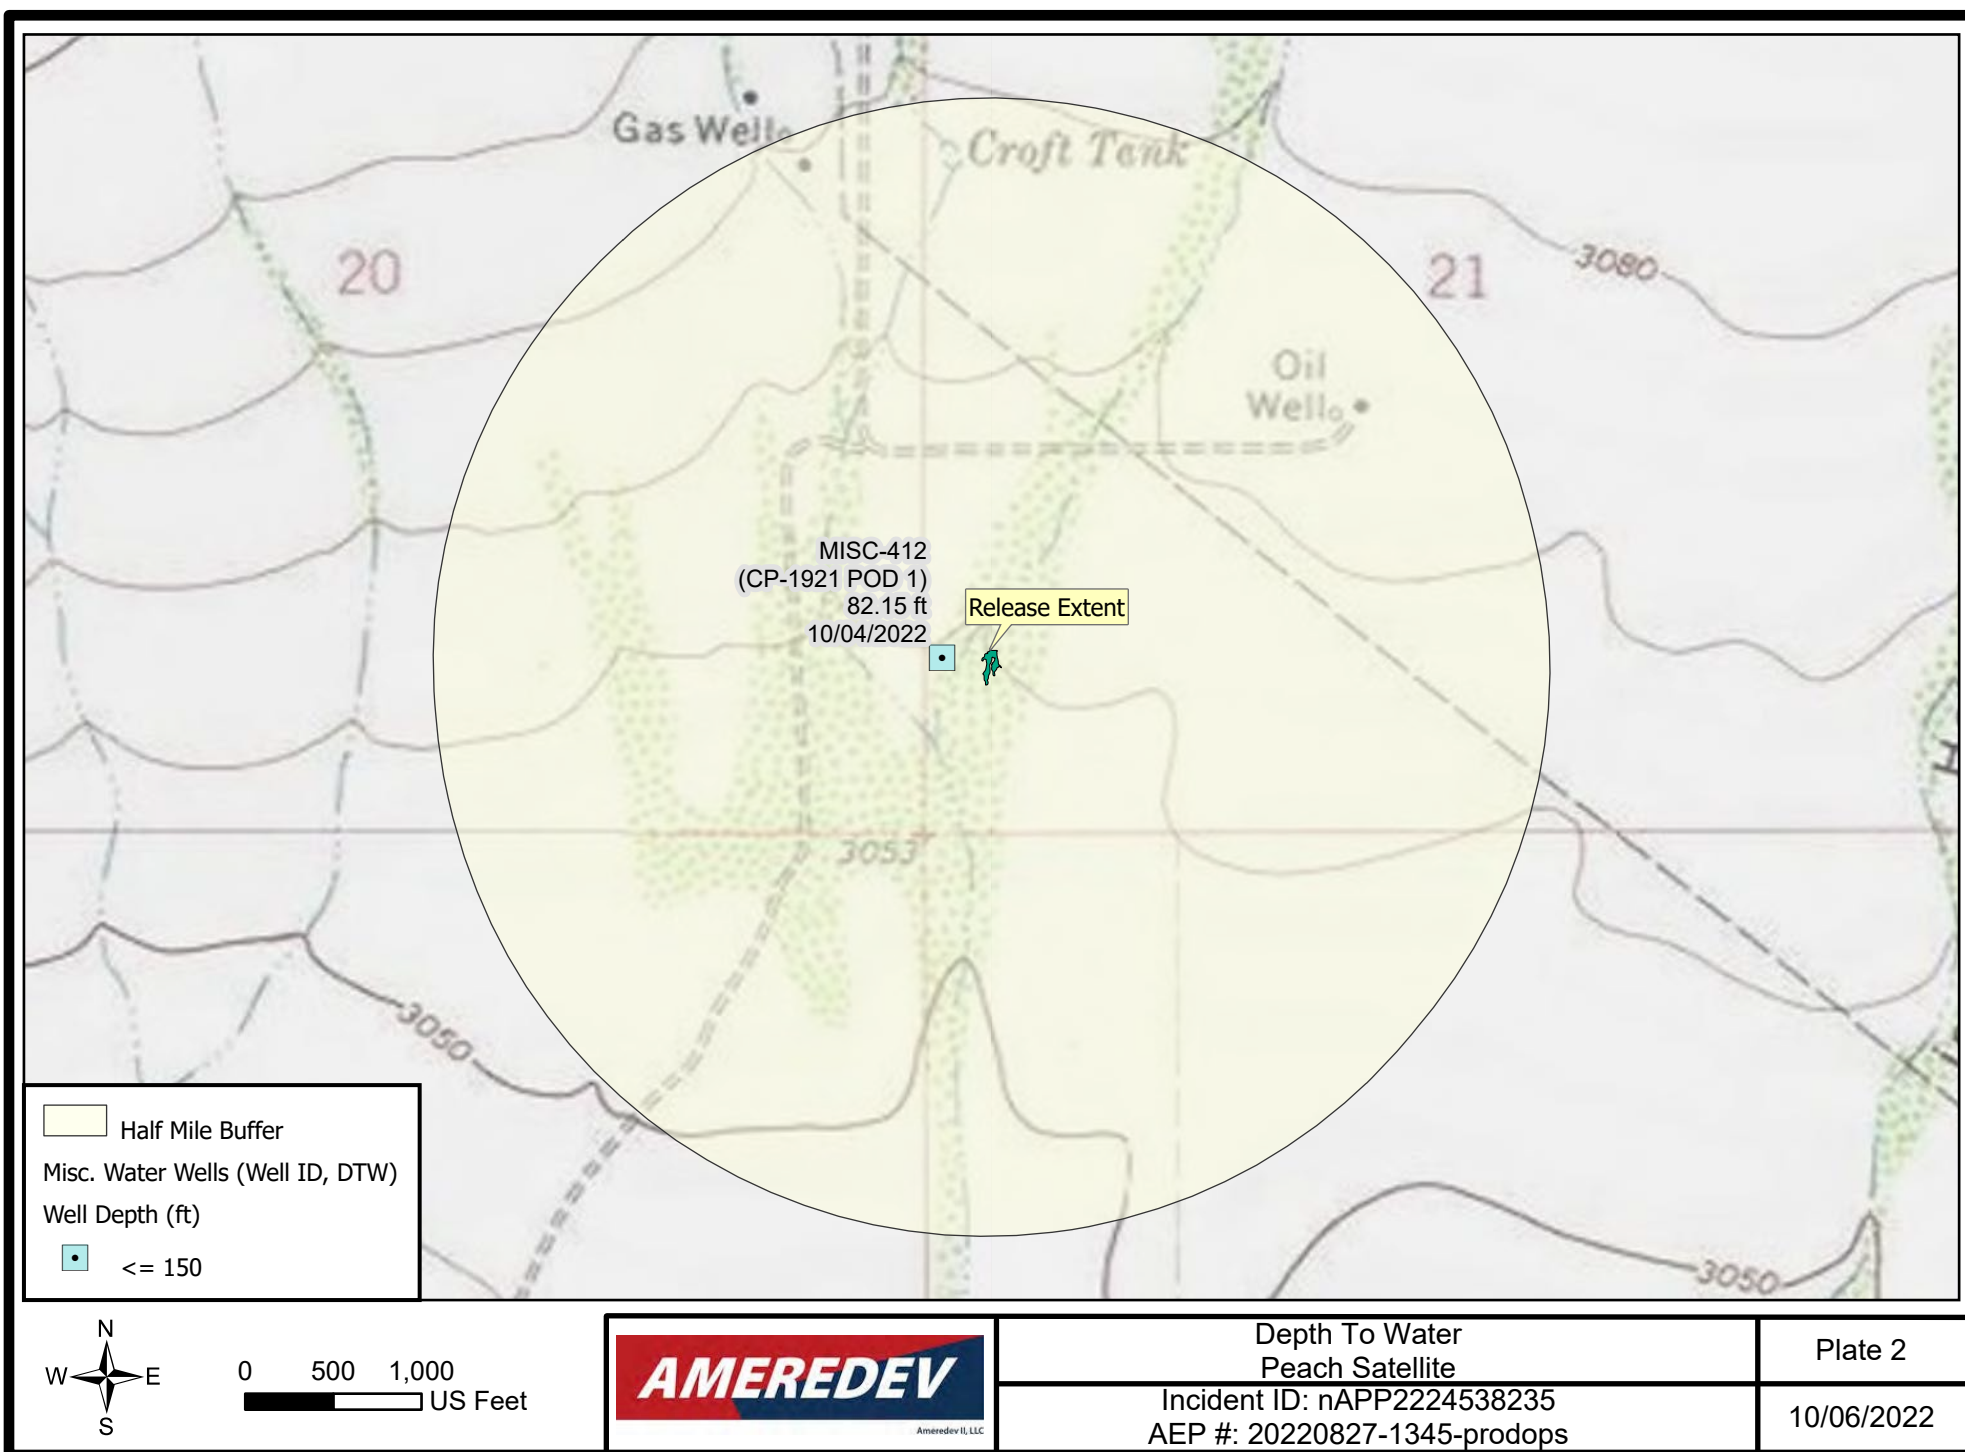 Gas Well
Croft Tank
20
21
3080
Oil
Well
MISC-412
(CP-1921 POD 1)
82.15 ft
10/04/2022
Release Extent
3053
3050
3050
Half Mile Buffer
Misc. Water Wells (Well ID, DTW)
Well Depth (ft)
<= 150
N
W E
S
0 500 1,000
US Feet
AMEREDEV
Ameredev II, LLC
Depth To Water
Peach Satellite
Incident ID: nAPP2224538235
AEP #: 20220827-1345-prodops
Plate 2
10/06/2022